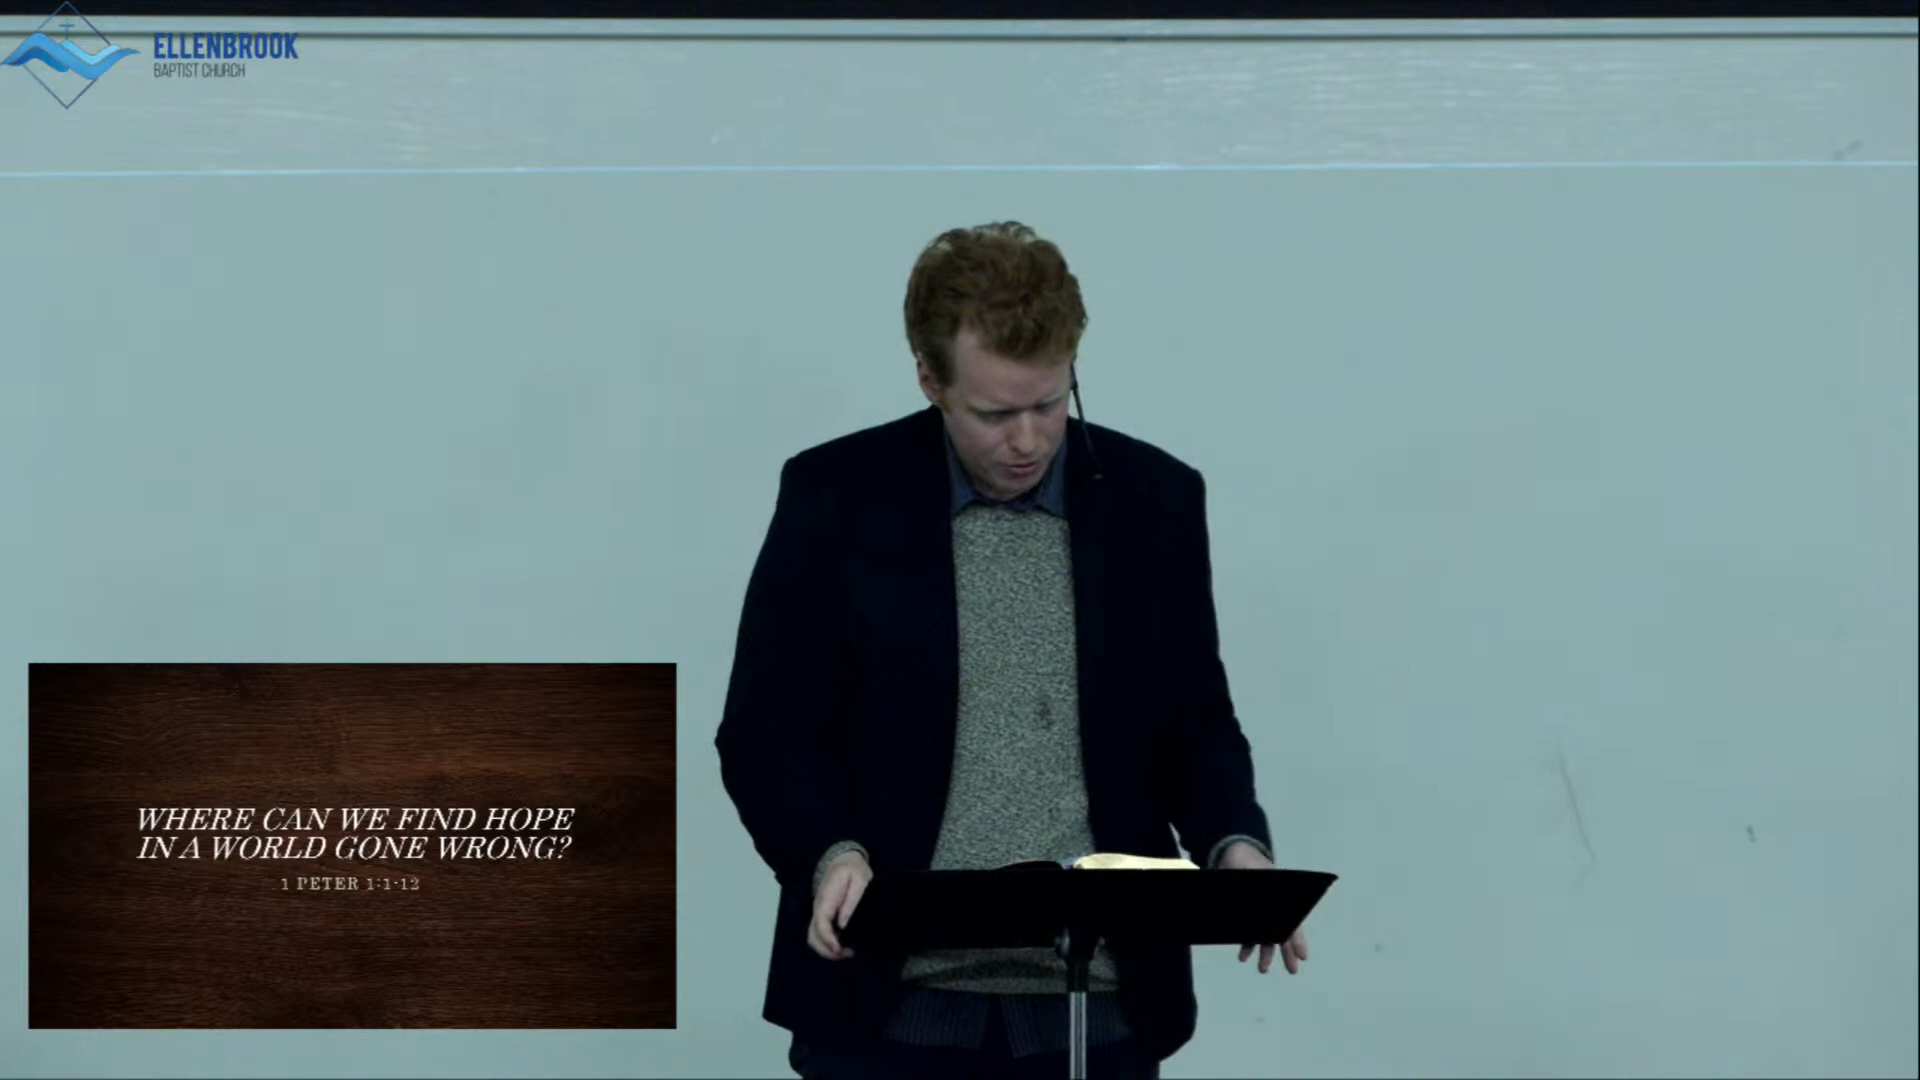 ELLENBROOK
BAPTIST CHURCH
WHERE CAN WE FIND HOPE
IN A WORLD GONE WRONG?
1 PETER 1:1-12